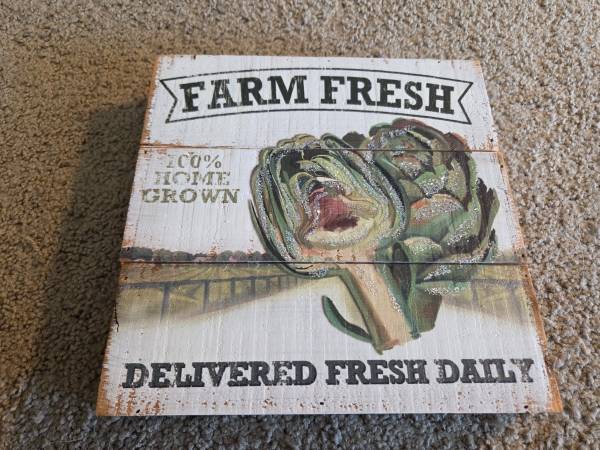 FARM FRESH
100%
HOME
GROWN
DELIVERED FRESH DAILY